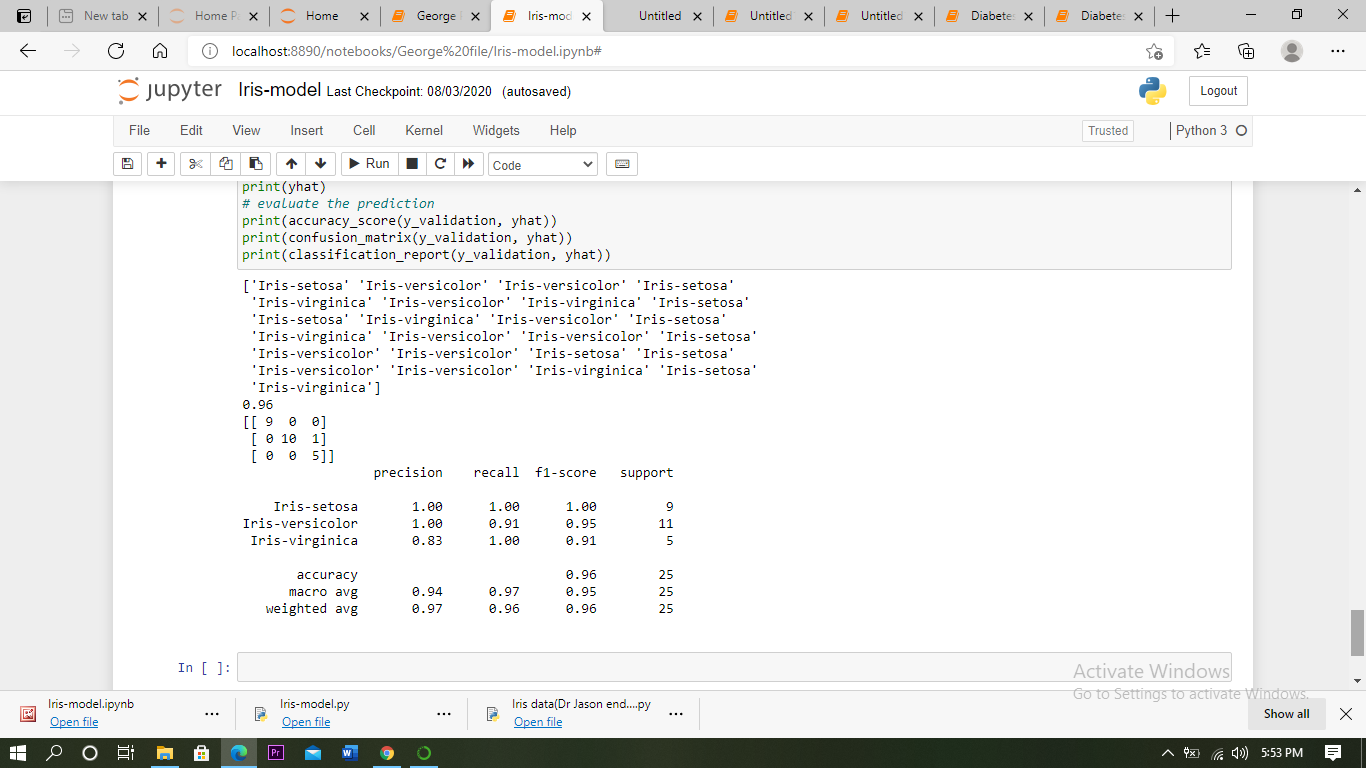 New tab
Home P
Home
George F
Iris-mod
Untitled
Untitled
Untitled
Diabete
Diabete
localhost:8890/notebooks/George%20file/Iris-model.ipynb#
jupyter Iris-model Last Checkpoint: 08/03/2020 (autosaved)
Logout
File Edit View Insert Cell Kernel Widgets Help
Trusted
Python 3
Run
Code
print(yhat)
# evaluate the prediction
print(accuracy_score(y_validation, yhat))
print(confusion_matrix(y_validation, yhat))
print(classification_report(y_validation, yhat))
['Iris-setosa' 'Iris-versicolor' 'Iris-versicolor' 'Iris-setosa'
'Iris-virginica' 'Iris-versicolor' 'Iris-virginica' 'Iris-setosa'
'Iris-setosa' 'Iris-virginica' 'Iris-versicolor' 'Iris-setosa'
'Iris-virginica' 'Iris-versicolor' 'Iris-versicolor' 'Iris-setosa'
'Iris-versicolor' 'Iris-versicolor' 'Iris-setosa' 'Iris-setosa'
'Iris-versicolor' 'Iris-versicolor' 'Iris-virginica' 'Iris-setosa'
'Iris-virginica']
0.96
[[ 9 0 0]
[ 0 10 1]
[ 0 0 5]]
precision recall f1-score support
Iris-setosa 1.00 1.00 1.00 9
Iris-versicolor 1.00 0.91 0.95 11
Iris-virginica 0.83 1.00 0.91 5
accuracy 0.96 25
macro avg 0.94 0.97 0.95 25
weighted avg 0.97 0.96 0.96 25
In [ ]:
Activate Windows
Go to Settings to activate Windows.
Iris-model.ipynb
Open file
Iris-model.py
Open file
Iris data(Dr Jason end....py
Open file
Show all
Pr
W
5:53 PM